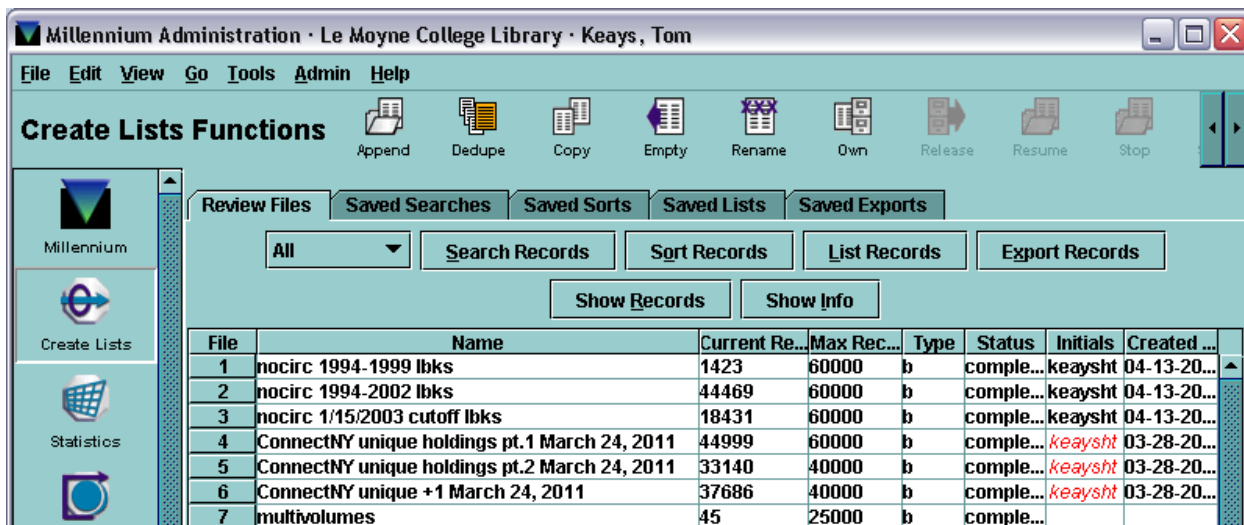 Millennium Administration · Le Moyne College Library · Keays, Tom
File Edit View Go Tools Admin Help
Create Lists Functions
Append Dedupe Copy Empty Rename Own Release Resume Stop
Review Files Saved Searches Saved Sorts Saved Lists Saved Exports
Millennium
All Search Records Sort Records List Records Export Records
Show Records Show Info
Create Lists
File Name Current Re... Max Rec... Type Status Initials Created ...
1 nocirc 1994-1999 lbks 1423 60000 b comple... keaysht 04-13-20...
2 nocirc 1994-2002 lbks 44469 60000 b comple... keaysht 04-13-20...
3 nocirc 1/15/2003 cutoff lbks 18431 60000 b comple... keaysht 04-13-20...
Statistics
4 ConnectNY unique holdings pt.1 March 24, 2011 44999 60000 b comple... keaysht 03-28-20...
5 ConnectNY unique holdings pt.2 March 24, 2011 33140 40000 b comple... keaysht 03-28-20...
6 ConnectNY unique +1 March 24, 2011 37686 40000 b comple... keaysht 03-28-20...
7 multivolumes 45 25000 b comple...